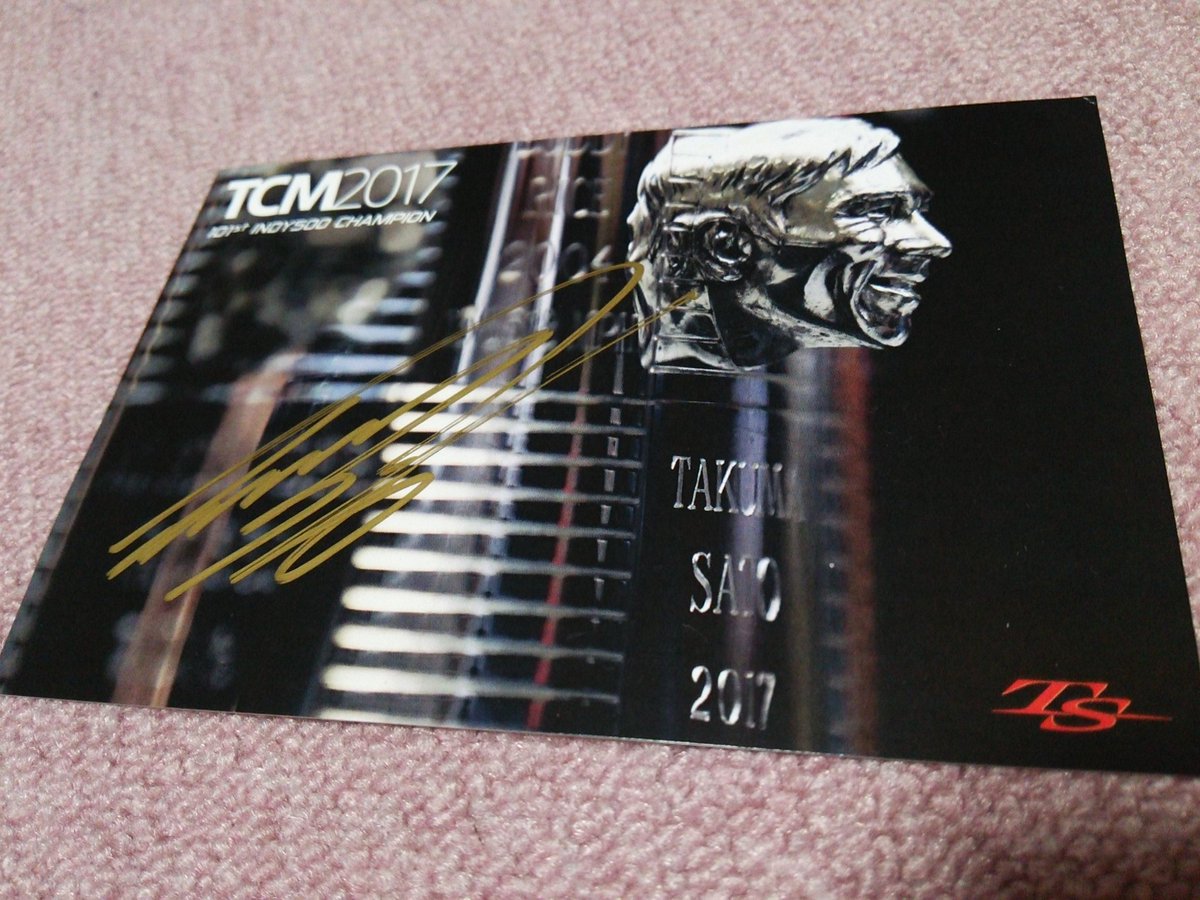 TCM2017
101st INDY500 CHAMPION
TAKUMA
SATO
2017
TS